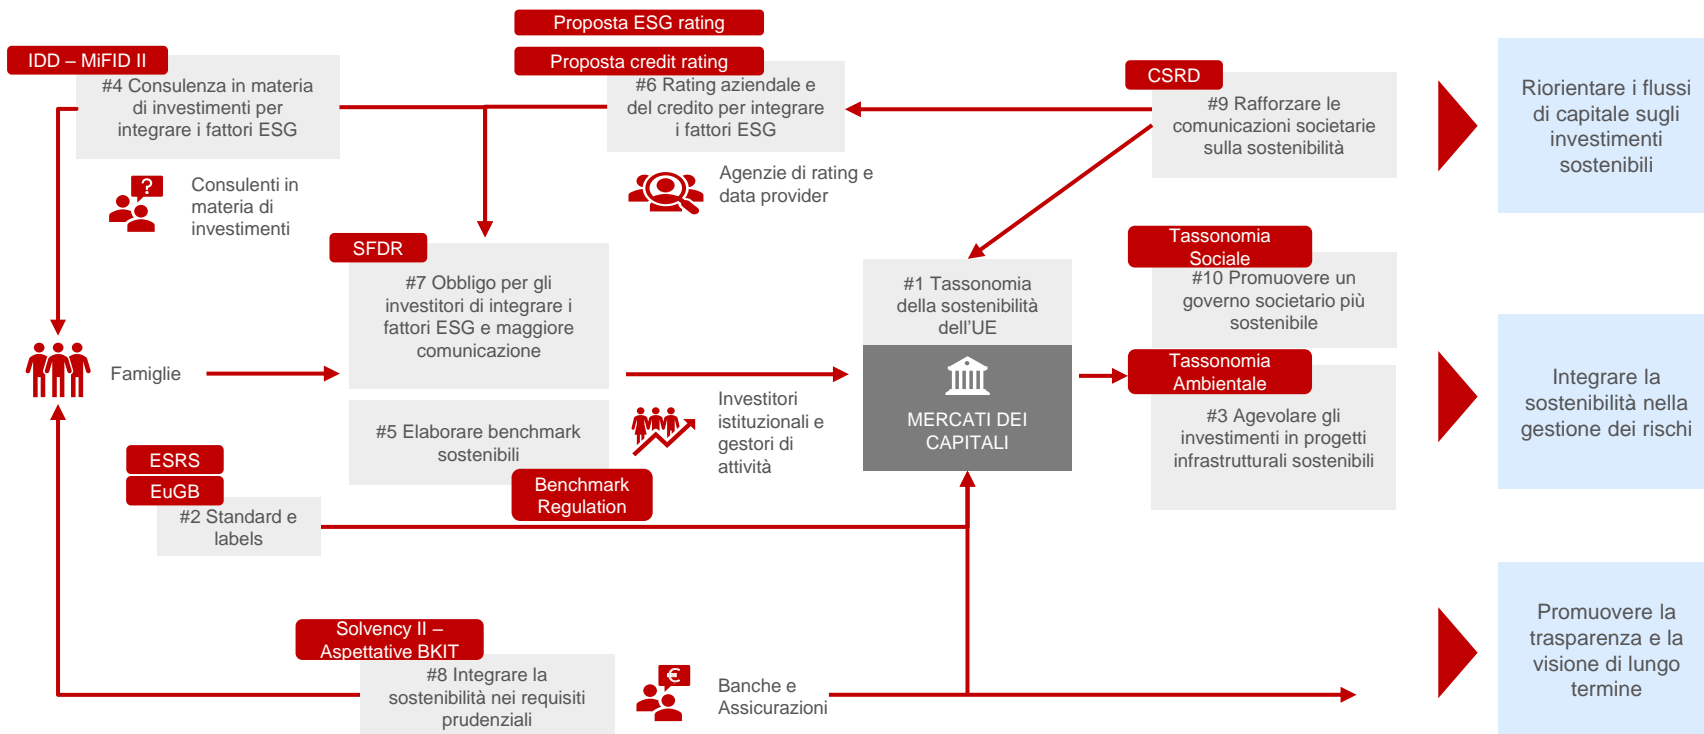 Proposta ESG rating
IDD – MiFID II
Proposta credit rating
CSRD
#4 Consulenza in materia
di investimenti per
integrare i fattori ESG
#6 Rating aziendale e
del credito per integrare
i fattori ESG
#9 Rafforzare le
comunicazioni societarie
sulla sostenibilità
Riorientare i flussi
di capitale sugli
investimenti
sostenibili
?
Consulenti in
materia di
investimenti
Agenzie di rating e
data provider
SFDR
#7 Obbligo per gli
investitori di integrare i
fattori ESG e maggiore
comunicazione
#1 Tassonomia
della sostenibilità
dell'UE
Tassonomia
Sociale
#10 Promuovere un
governo societario più
sostenibile
Famiglie
MERCATI DEI
CAPITALI
Tassonomia
Ambientale
#3 Agevolare gli
investimenti in progetti
infrastrutturali sostenibili
Integrare la
sostenibilità nella
gestione dei rischi
#5 Elaborare benchmark
sostenibili
Investitori
istituzionali e
gestori di
attività
ESRS
EuGB
Benchmark
Regulation
#2 Standard e
labels
Solvency II –
Aspettative BKIT
#8 Integrare la
sostenibilità nei requisiti
prudenziali
€
Banche e
Assicurazioni
Promuovere la
trasparenza e la
visione di lungo
termine